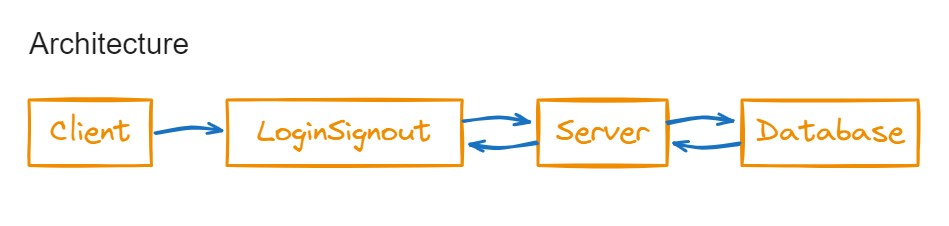 Architecture
Client
LoginSignout
Server
Database